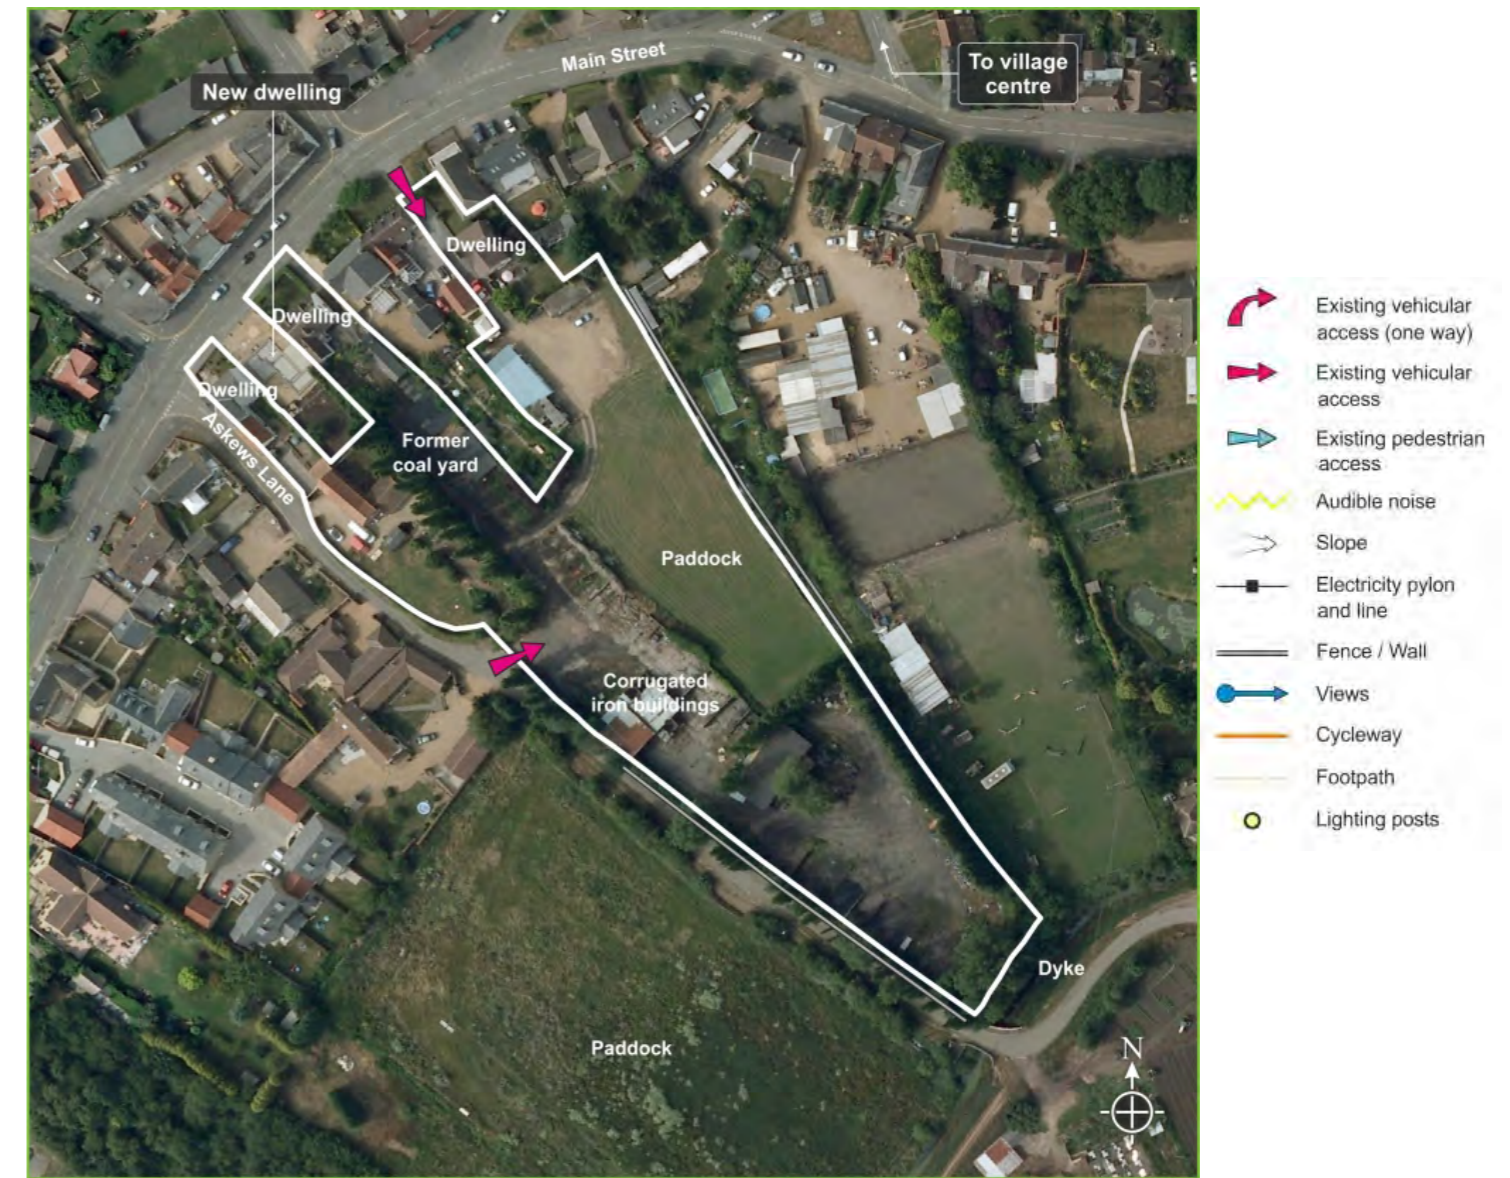 Main Street
To village
centre
New dwelling
Dwelling
Dwelling
Dwelling
Askews Lane
Former
coal yard
Paddock
Corrugated
iron buildings
Dyke
Paddock
N
Existing vehicular
access (one way)
Existing vehicular
access
Existing pedestrian
access
Audible noise
Slope
Electricity pylon
and line
Fence / Wall
Views
Cycleway
Footpath
Lighting posts